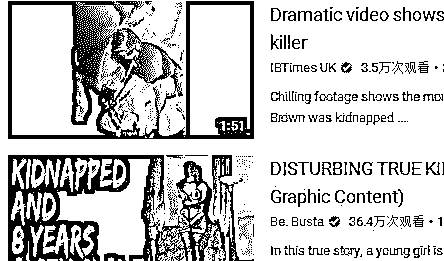 Dramatic video shows
killer
IBTimes UK 3.5万次观看 •
Chilling footage shows the
Brown was kidnapped ....
1:51
KIDNAPPED
AND
8 YEARS
DISTURBING TRUE
Graphic Content)
Be. Busta 36.4万次观看 • 1
In this true story, a young girl is